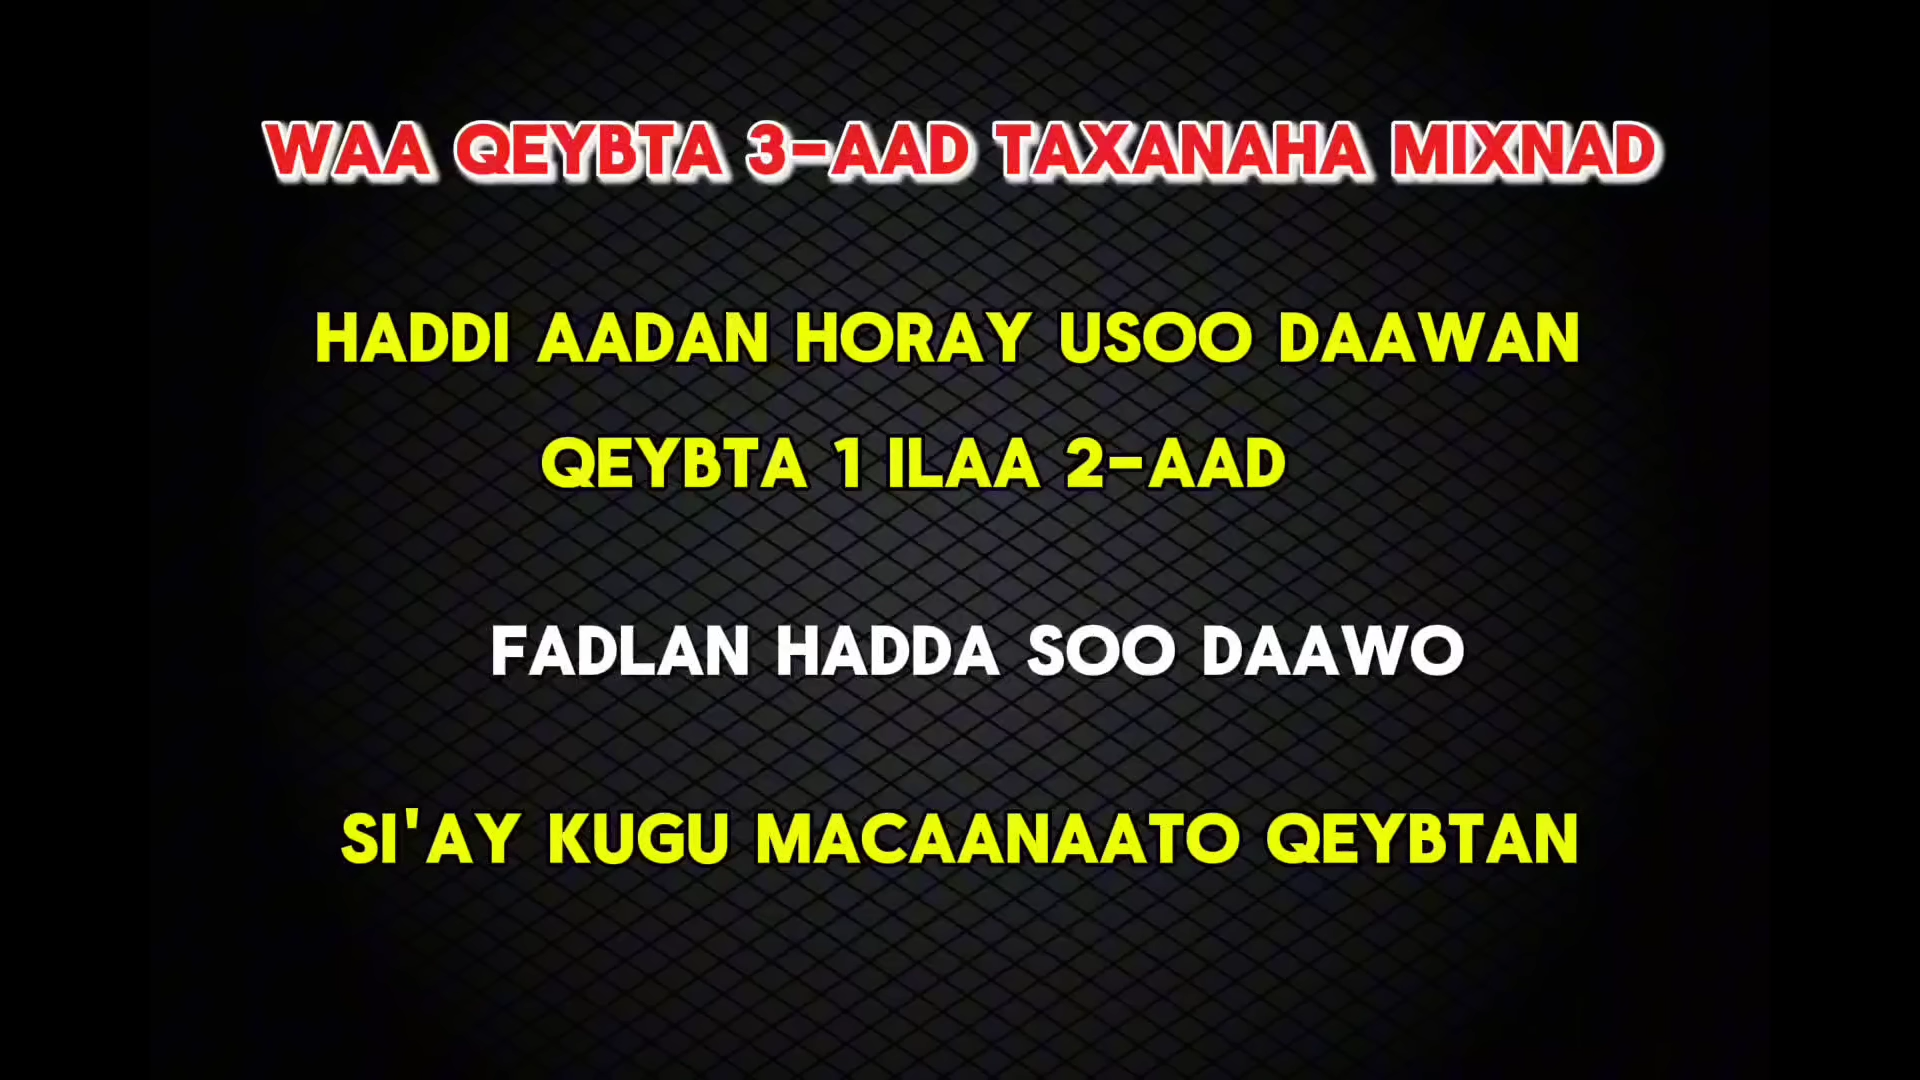 WAA QEYBTA 3-AAD TAXANAHA MIXNAD
HADDI AADAN HORAY USOO DAAWAN
QEYBTA 1 ILAA 2-AAD
FADLAN HADDA SOO DAAWO
SI'AY KUGU MACAANAATO QEYBTAN